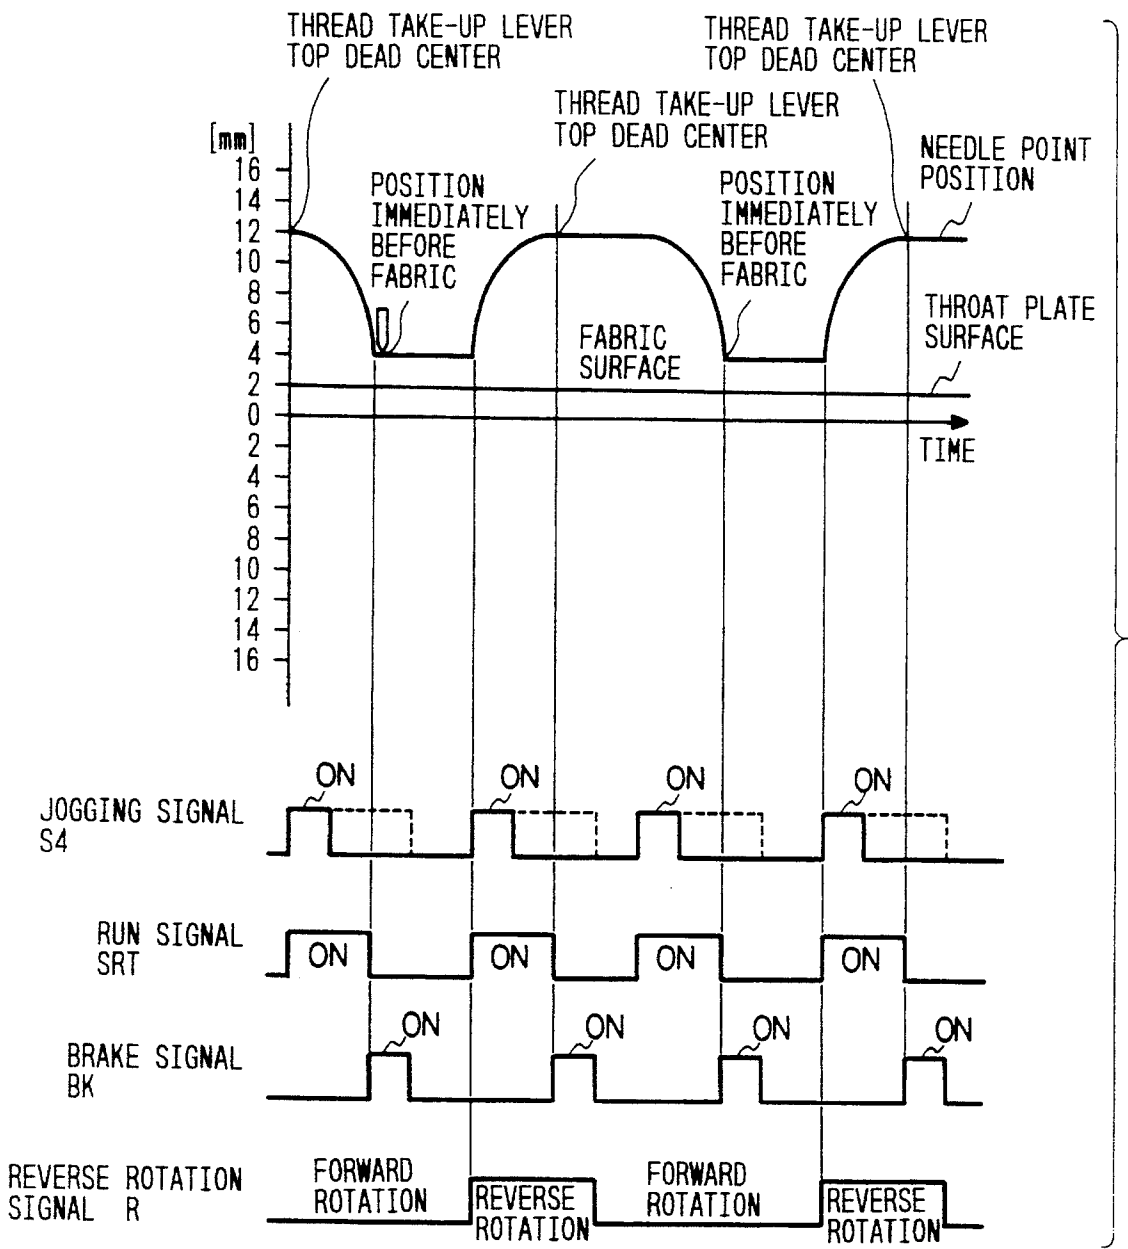 THREAD TAKE-UP LEVER
TOP DEAD CENTER
THREAD TAKE-UP LEVER
TOP DEAD CENTER
THREAD TAKE-UP LEVER
TOP DEAD CENTER
[mm]
16
14
12
10
8
6
4
2
0
2
4
6
8
10
12
14
16
POSITION
IMMEDIATELY
BEFORE
FABRIC
POSITION
IMMEDIATELY
BEFORE
FABRIC
NEEDLE POINT
POSITION
FABRIC
SURFACE
THROAT PLATE
SURFACE
TIME
JOGGING SIGNAL
S4
ON
ON
ON
ON
RUN SIGNAL
SRT
ON
ON
ON
ON
BRAKE SIGNAL
BK
ON
ON
ON
ON
REVERSE ROTATION
SIGNAL R
FORWARD
ROTATION
REVERSE
ROTATION
FORWARD
ROTATION
REVERSE
ROTATION